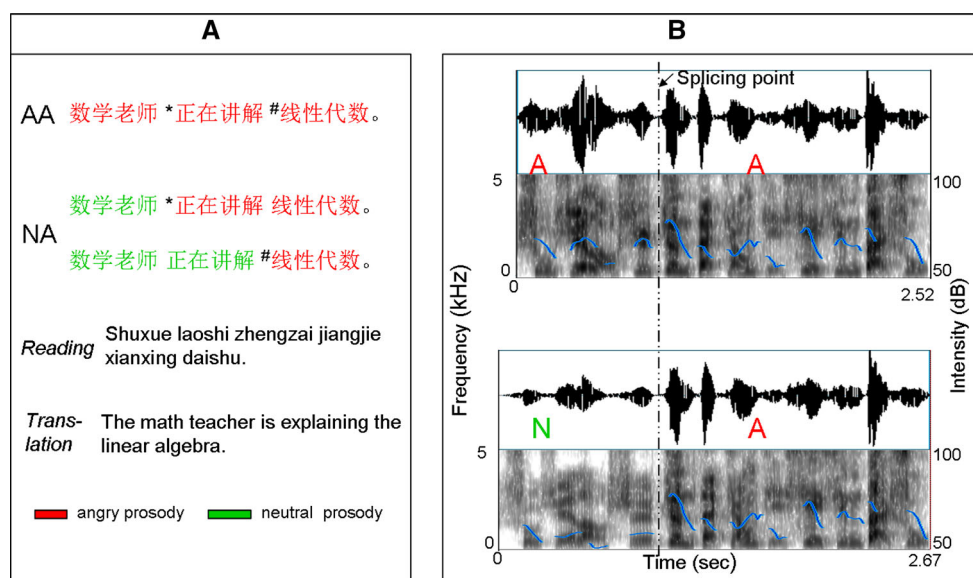 A
B
AA 数学老师 *正在讲解 #线性代数。
NA
数学老师 *正在讲解 线性代数。
数学老师 正在讲解 #线性代数。
Reading
Shuxue laoshi zhengzai jiangjie
xianxing daishu.
Trans-
lation
The math teacher is explaining the
linear algebra.
angry prosody
neutral prosody
Splicing point
A
A
5
100
0
50
0
2.52
N
A
5
100
0
50
0
2.67
Frequency (kHz)
Intensity (dB)
Time (sec)